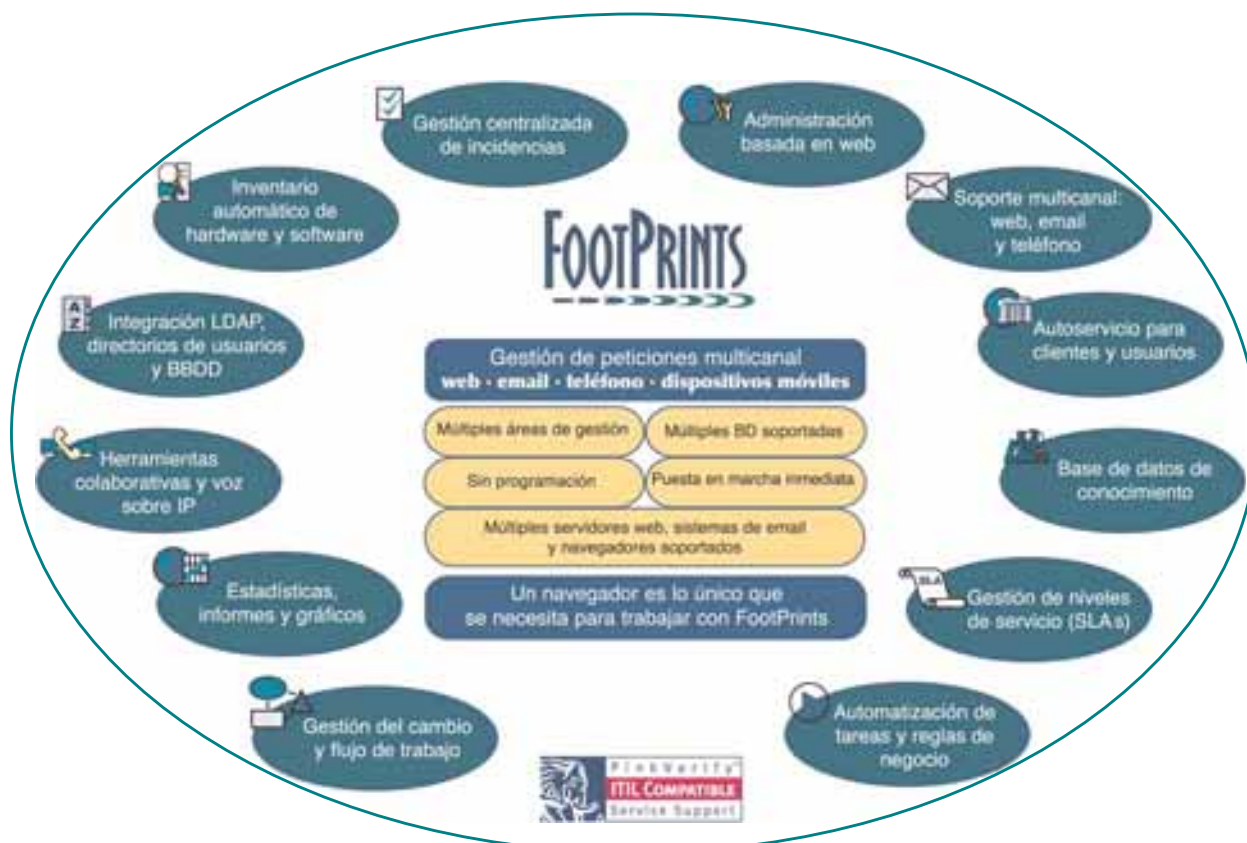 Gestión centralizada
de incidencias
Administración
basada en web
Inventario
automático de
hardware y software
Soporte multicanal:
web, email
y teléfono
FOOTPRINTS
A
Z
Integración LDAP,
directorios de usuarios
y BBDD
Autoservicio para
clientes y usuarios
Gestión de peticiones multicanal
web · email · teléfono · dispositivos móviles
Múltiples áreas de gestión
Múltiples BD soportadas
Herramientas
colaborativas y voz
sobre IP
Sin programación
Puesta en marcha inmediata
Base de datos de
conocimiento
Múltiples servidores web, sistemas de email
y navegadores soportados
Estadísticas,
informes y gráficos
Un navegador es lo único que
se necesita para trabajar con FootPrints
SLA
Gestión de niveles
de servicio (SLAs)
Gestión del cambio
y flujo de trabajo
Automatización de
tareas y reglas de
negocio
PinkVerify
ITIL COMPATIBLE
Service Support